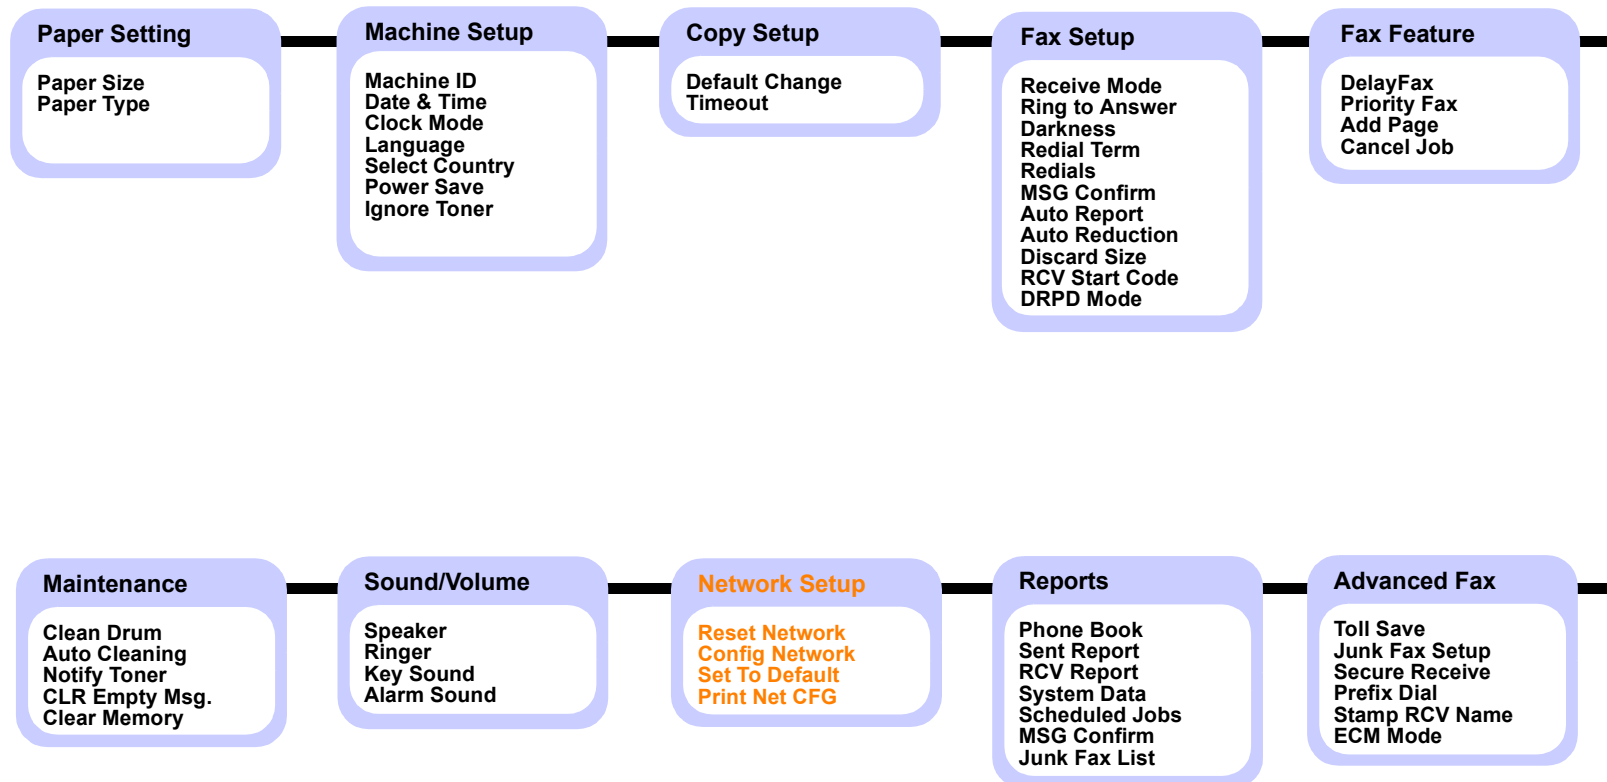 Paper Setting
Paper Size
Paper Type
Machine Setup
Machine ID
Date & Time
Clock Mode
Language
Select Country
Power Save
Ignore Toner
Copy Setup
Default Change
Timeout
Fax Setup
Receive Mode
Ring to Answer
Darkness
Redial Term
Redials
MSG Confirm
Auto Report
Auto Reduction
Discard Size
RCV Start Code
DRPD Mode
Fax Feature
DelayFax
Priority Fax
Add Page
Cancel Job
Maintenance
Clean Drum
Auto Cleaning
Notify Toner
CLR Empty Msg.
Clear Memory
Sound/Volume
Speaker
Ringer
Key Sound
Alarm Sound
Network Setup
Reset Network
Config Network
Set To Default
Print Net CFG
Reports
Phone Book
Sent Report
RCV Report
System Data
Scheduled Jobs
MSG Confirm
Junk Fax List
Advanced Fax
Toll Save
Junk Fax Setup
Secure Receive
Prefix Dial
Stamp RCV Name
ECM Mode